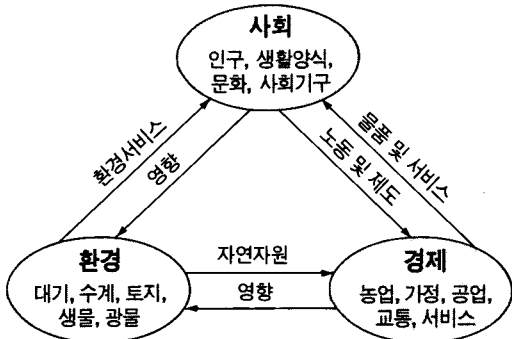 사회
인구, 생활양식,
문화, 사회기구
환경서비스
영향
노동 및 제도
물품 및 서비스
환경
대기, 수계, 토지,
생물, 광물
자연자원
영향
경제
농업, 가정, 공업,
교통, 서비스